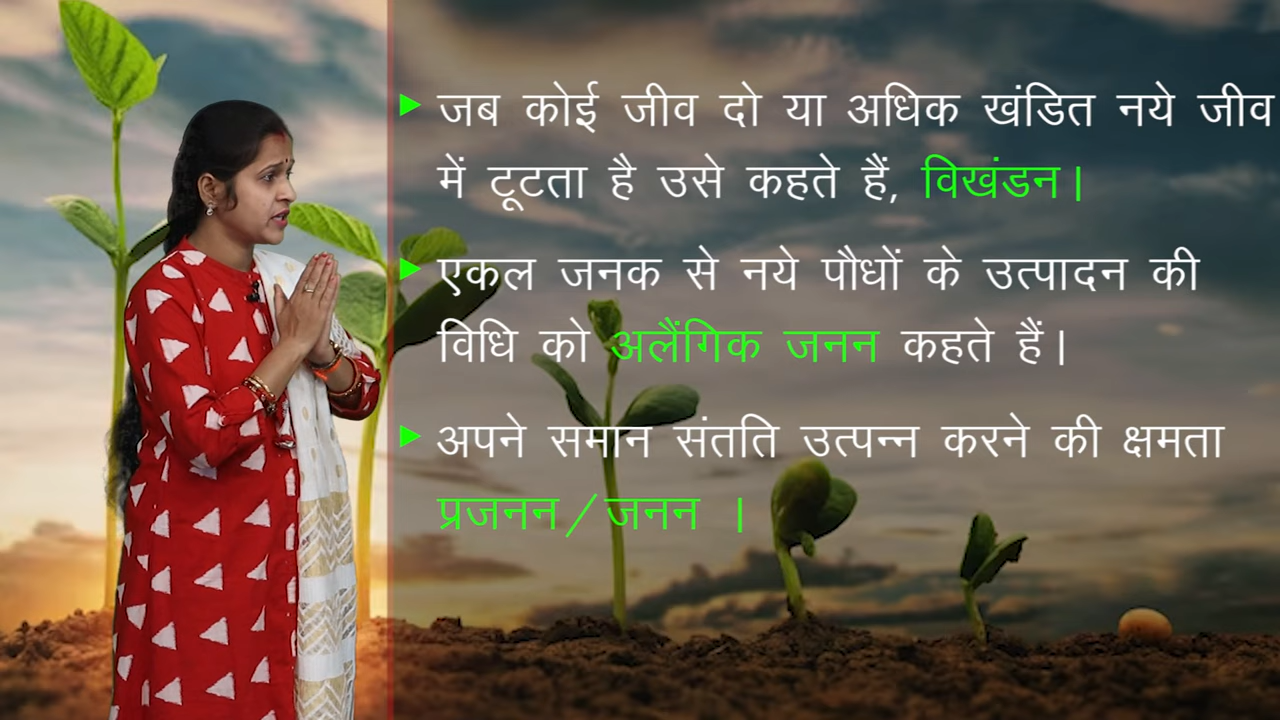 जब कोई जीव दो या अधिक खंडित नये जीव
में टूटता है उसे कहते हैं, विखंडन।
एकल जनक से नये पौधों के उत्पादन की
विधि को अलैंगिक जनन कहते हैं।
अपने समान संतति उत्पन्न करने की क्षमता
प्रजनन/जनन ।